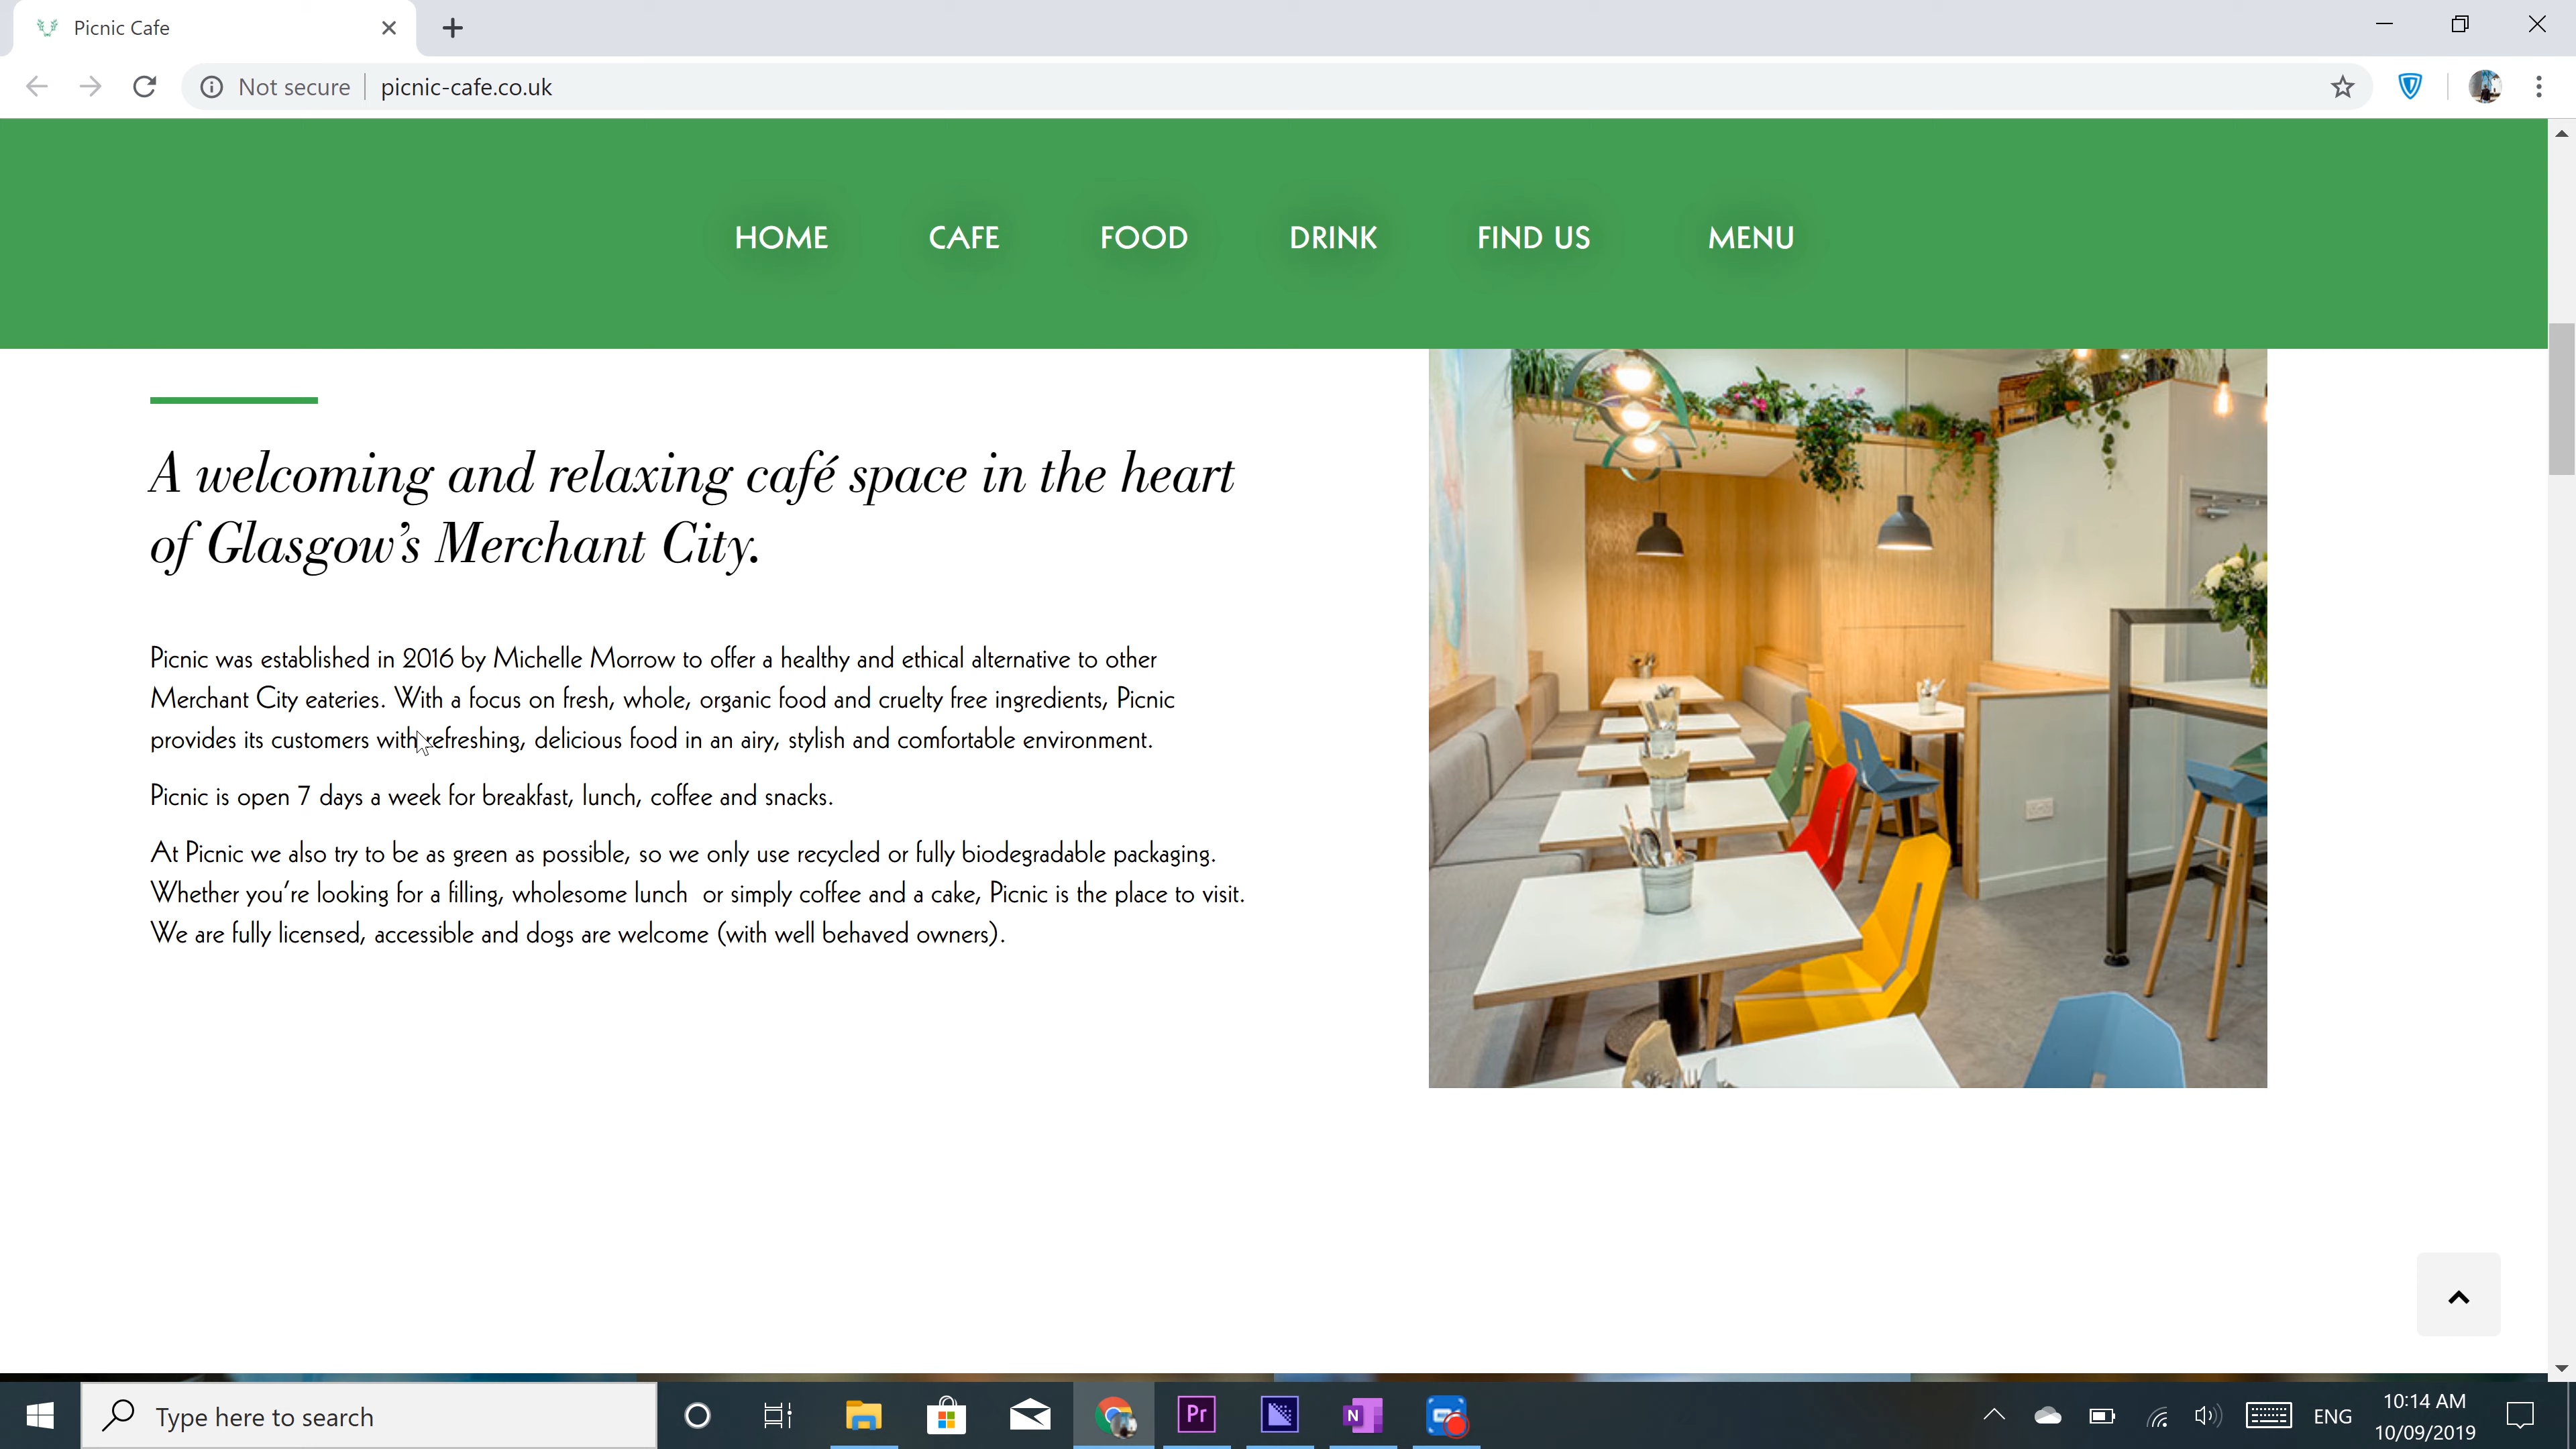 Picnic Cafe
Not secure
picnic-cafe.co.uk
HOME CAFE FOOD DRINK FIND US MENU
A welcoming and relaxing café space in the heart
of Glasgow’s Merchant City.
Picnic was established in 2016 by Michelle Morrow to offer a healthy and ethical alternative to other
Merchant City eateries. With a focus on fresh, whole, organic food and cruelty free ingredients, Picnic
provides its customers with refreshing, delicious food in an airy, stylish and comfortable environment.
Picnic is open 7 days a week for breakfast, lunch, coffee and snacks.
At Picnic we also try to be as green as possible, so we only use recycled or fully biodegradable packaging.
Whether you're looking for a filling, wholesome lunch  or simply coffee and a cake, Picnic is the place to visit.
We are fully licensed, accessible and dogs are welcome (with well behaved owners).
Type here to search
Pr
N
ENG
10:14 AM
10/09/2019